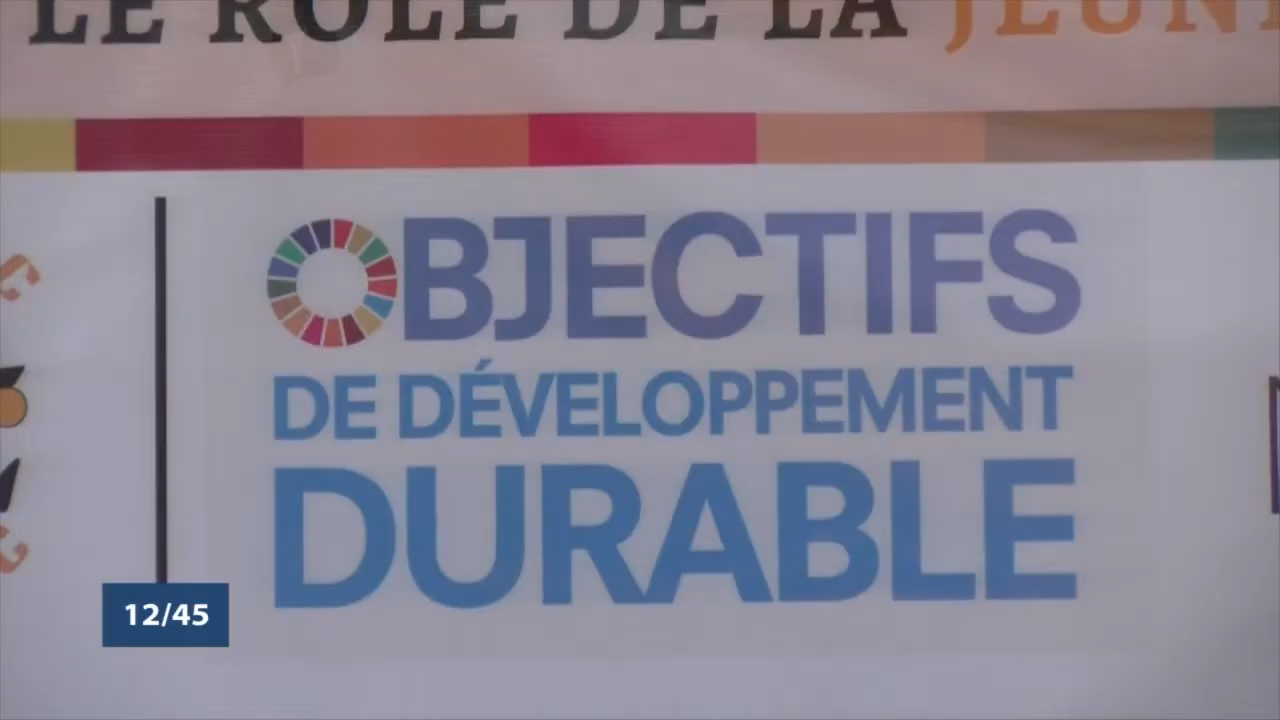 LE RÔLE DE LA
OBJECTIFS
DE DÉVELOPPEMENT
DURABLE
12/45